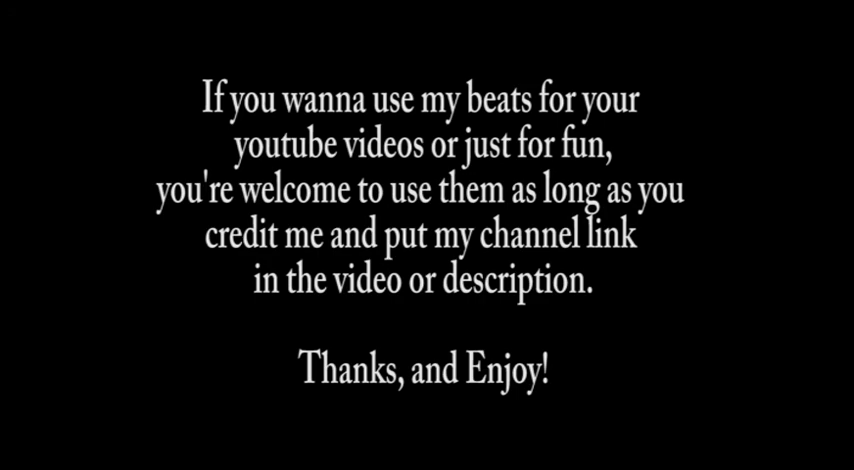 If you wanna use my beats for your
youtube videos or just for fun,
you're welcome to use them as long as you
credit me and put my channel link
in the video or description.
Thanks, and Enjoy!